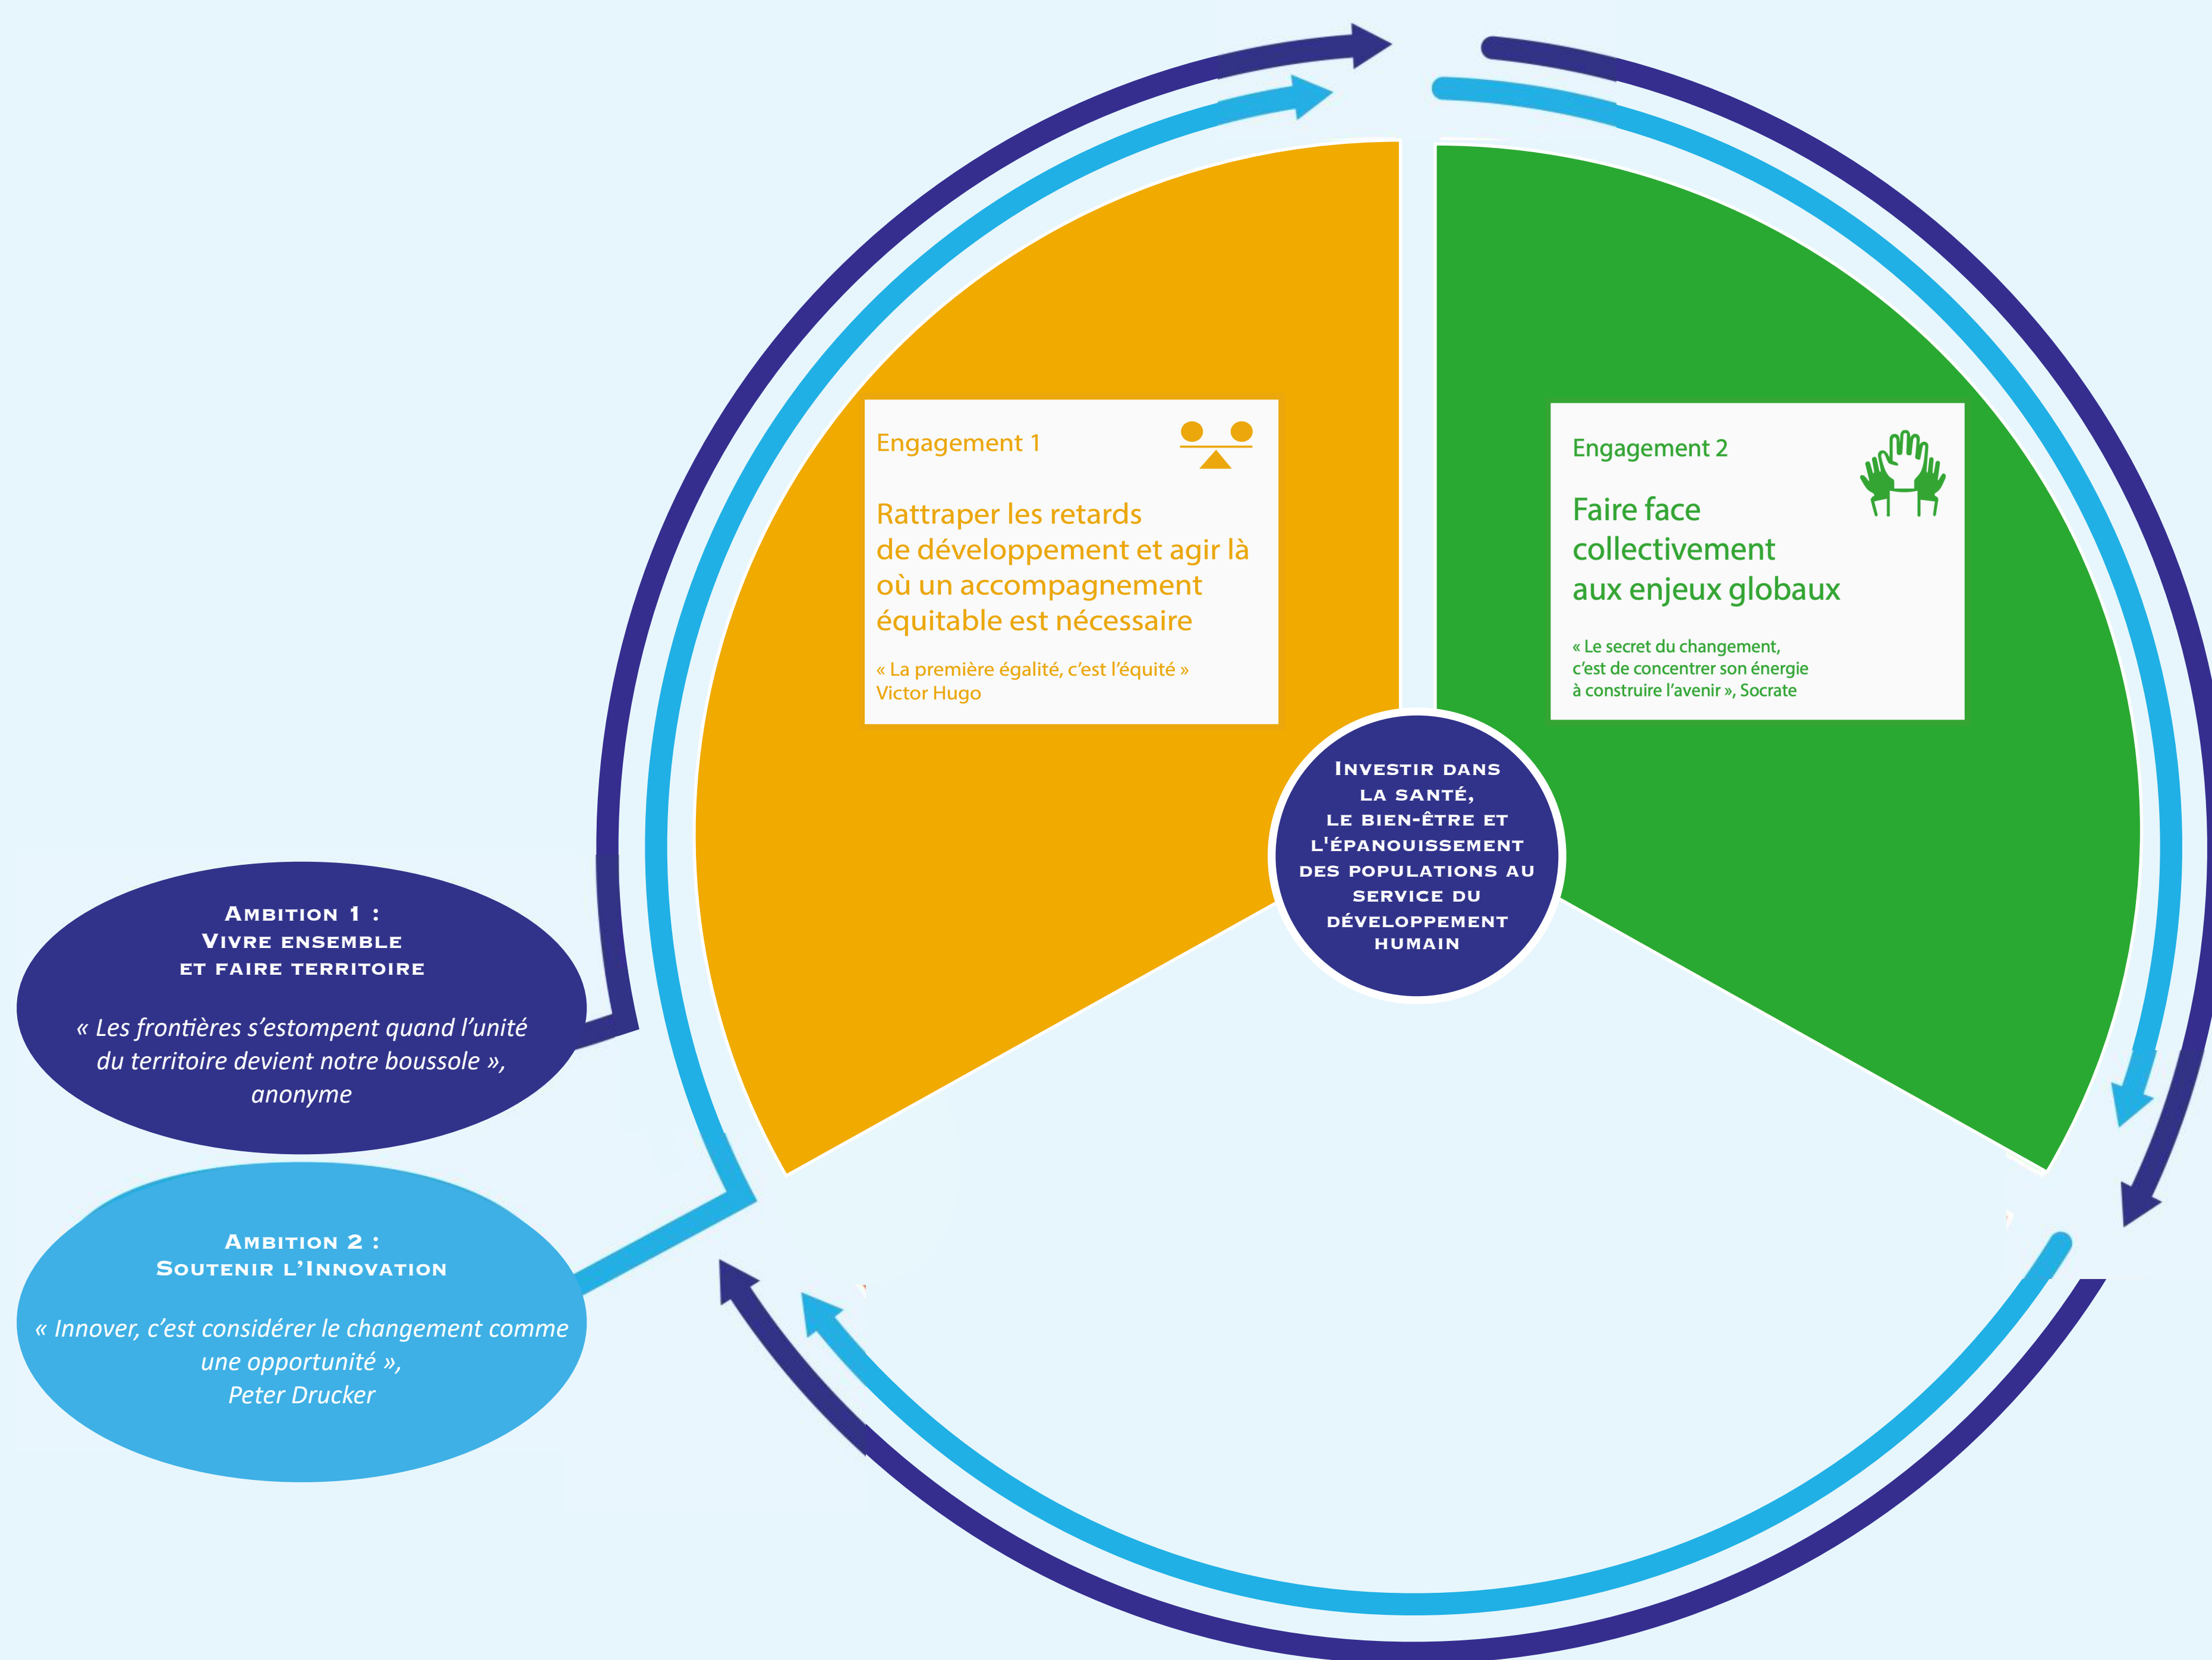 Engagement 1
Rattraper les retards
de développement et agir là
où un accompagnement
équitable est nécessaire
« La première égalité, c’est l’équité »
Victor Hugo
Engagement 2
Faire face
collectivement
aux enjeux globaux
« Le secret du changement,
c’est de concentrer son énergie
à construire l’avenir », Socrate
Investir dans
la santé,
le bien-être et
l'épanouissement
des populations au
service du
développement
humain
Ambition 1 :
Vivre ensemble
et faire territoire
« Les frontières s’estompent quand l’unité
du territoire devient notre boussole »,
anonyme
Ambition 2 :
Soutenir l’Innovation
« Innover, c’est considérer le changement comme
une opportunité »,
Peter Drucker